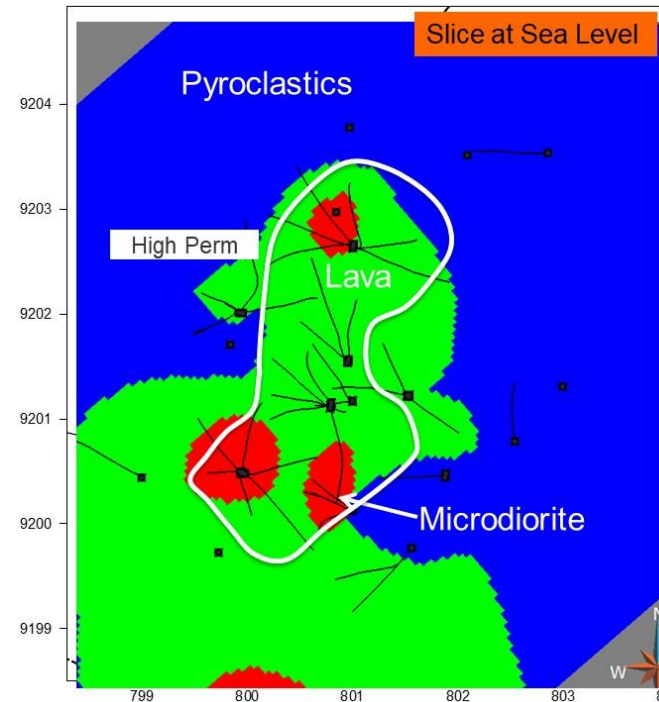 Slice at Sea Level
Pyroclastics
9204
9203
High Perm
Lava
9202
9201
9200
Microdiorite
9199
W
799 800 801 802 803